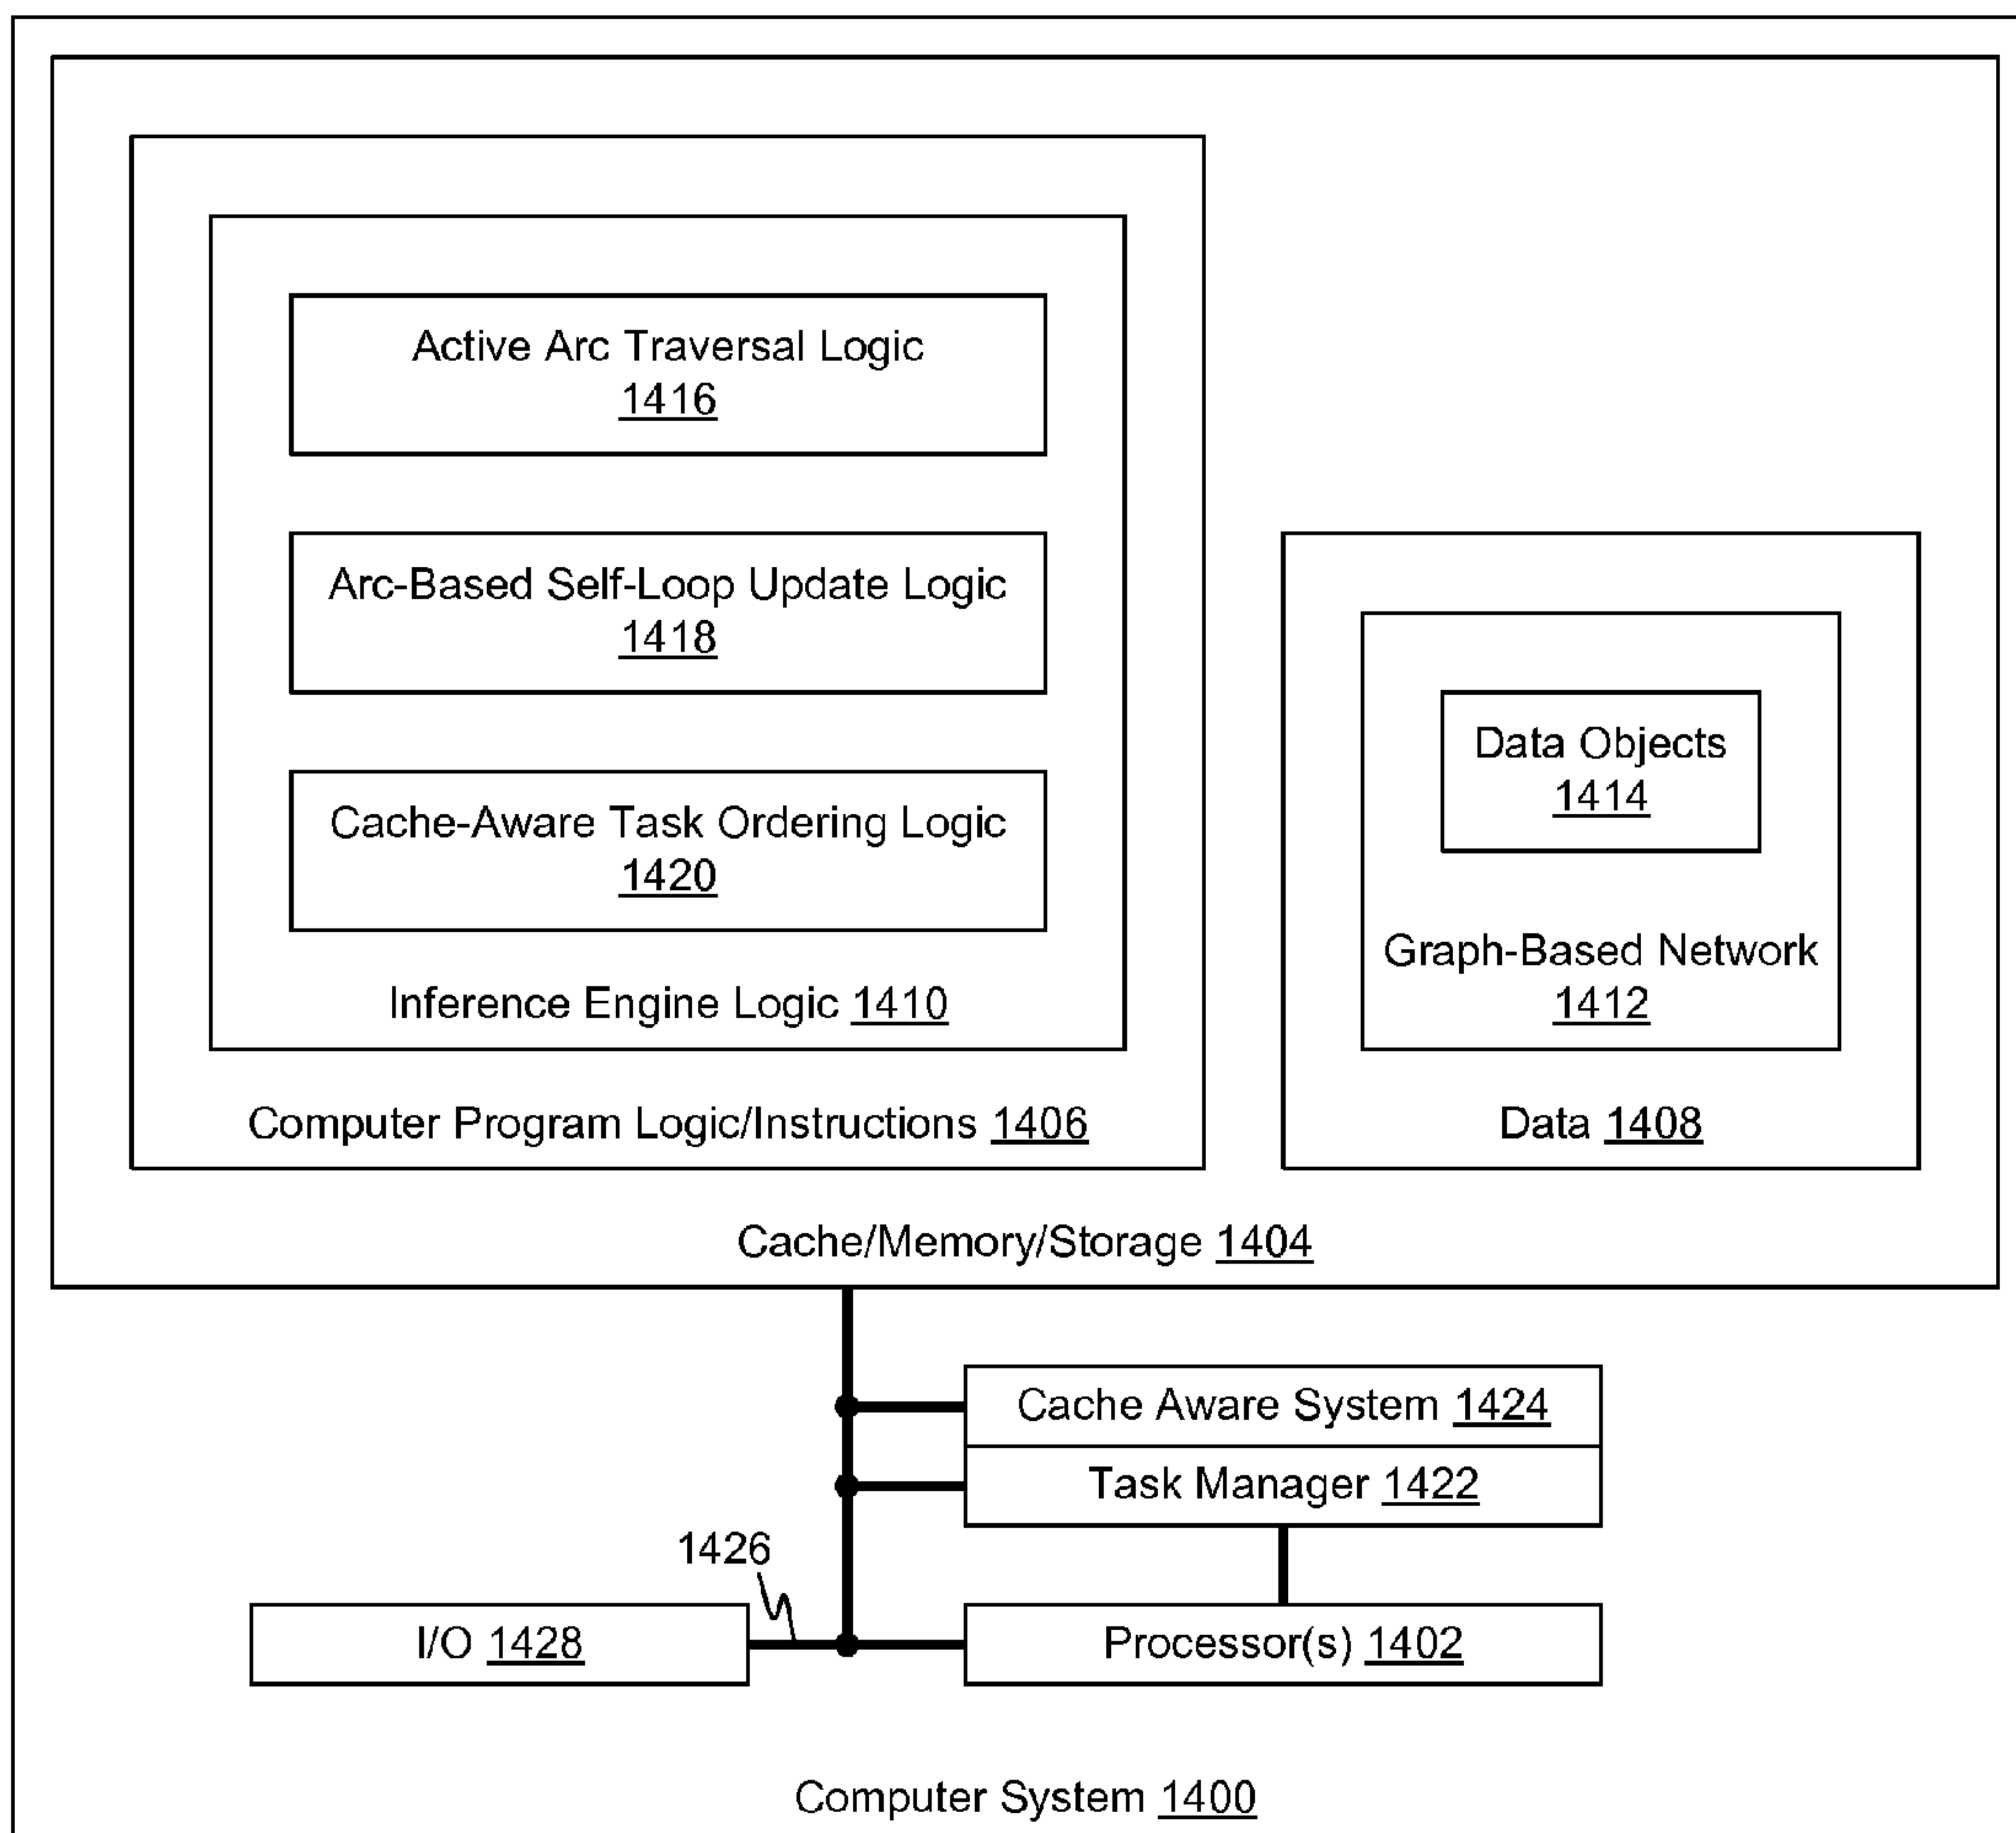 Active Arc Traversal Logic
1416
Arc-Based Self-Loop Update Logic
1418
Cache-Aware Task Ordering Logic
1420
Inference Engine Logic 1410
Computer Program Logic/Instructions 1406
Data Objects
1414
Graph-Based Network
1412
Data 1408
Cache/Memory/Storage 1404
Cache Aware System 1424
Task Manager 1422
1426
I/O 1428
Processor(s) 1402
Computer System 1400